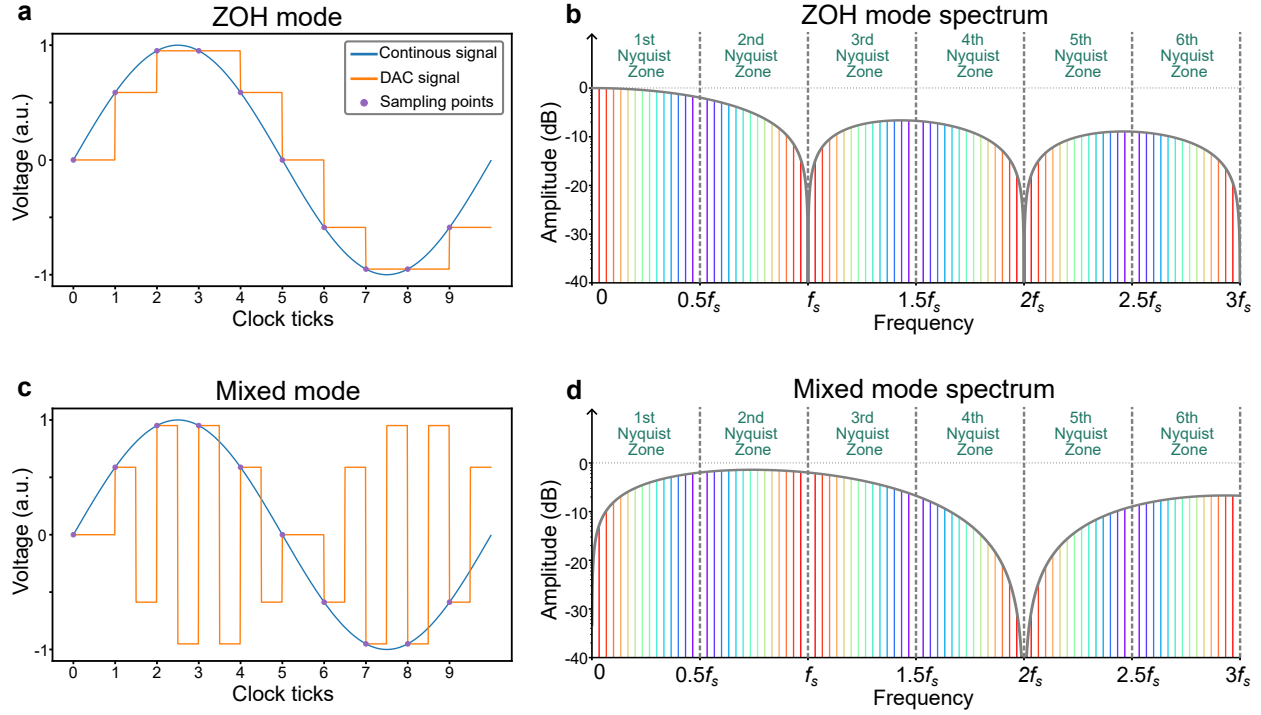 a
ZOH mode
1
0
-1
Voltage (a.u.)
Continous signal
DAC signal
Sampling points
0 1 2 3 4 5 6 7 8 9
Clock ticks
b
ZOH mode spectrum
1st Nyquist Zone
2nd Nyquist Zone
3rd Nyquist Zone
4th Nyquist Zone
5th Nyquist Zone
6th Nyquist Zone
0
-10
-20
-30
-40
Amplitude (dB)
0 0.5fs fs 1.5fs 2fs 2.5fs 3fs
Frequency
c
Mixed mode
1
0
-1
Voltage (a.u.)
0 1 2 3 4 5 6 7 8 9
Clock ticks
d
Mixed mode spectrum
1st Nyquist Zone
2nd Nyquist Zone
3rd Nyquist Zone
4th Nyquist Zone
5th Nyquist Zone
6th Nyquist Zone
0
-10
-20
-30
-40
Amplitude (dB)
0 0.5fs fs 1.5fs 2fs 2.5fs 3fs
Frequency